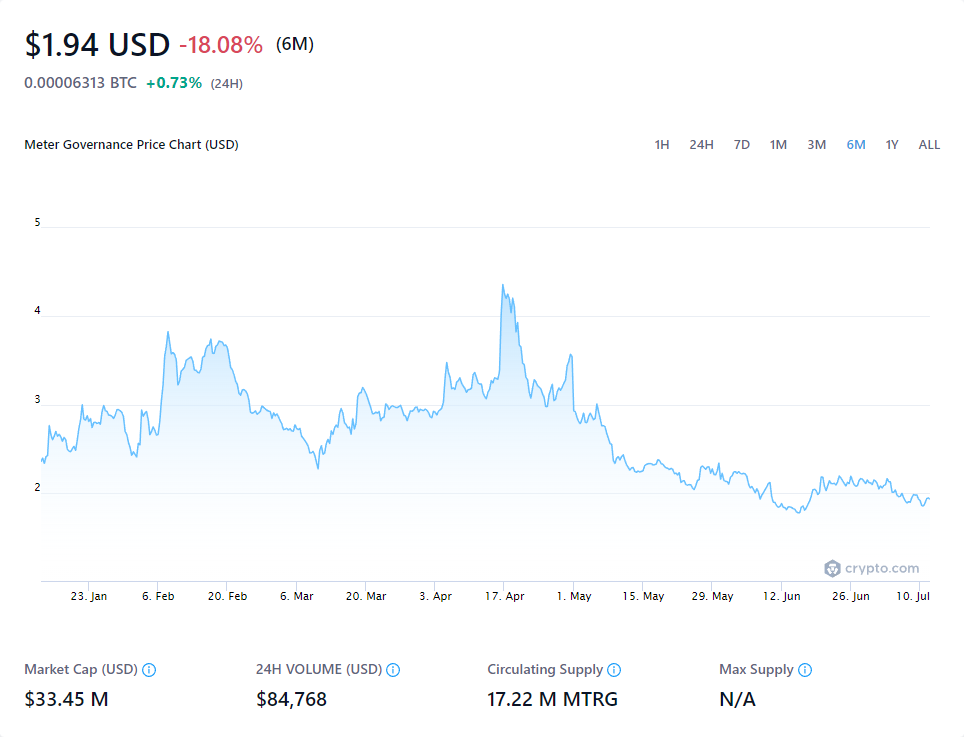 $1.94 USD -18.08% (6M)
0.00006313 BTC +0.73% (24H)
Meter Governance Price Chart (USD) 1H 24H 7D 1M 3M 6M 1Y ALL
5
4
3
2
crypto.com
23. Jan 6. Feb 20. Feb 6. Mar 20. Mar 3. Apr 17. Apr 1. May 15. May 29. May 12. Jun 26. Jun 10. Jul
Market Cap (USD) 24H VOLUME (USD) Circulating Supply Max Supply
$33.45 M $84,768 17.22 M MTRG N/A